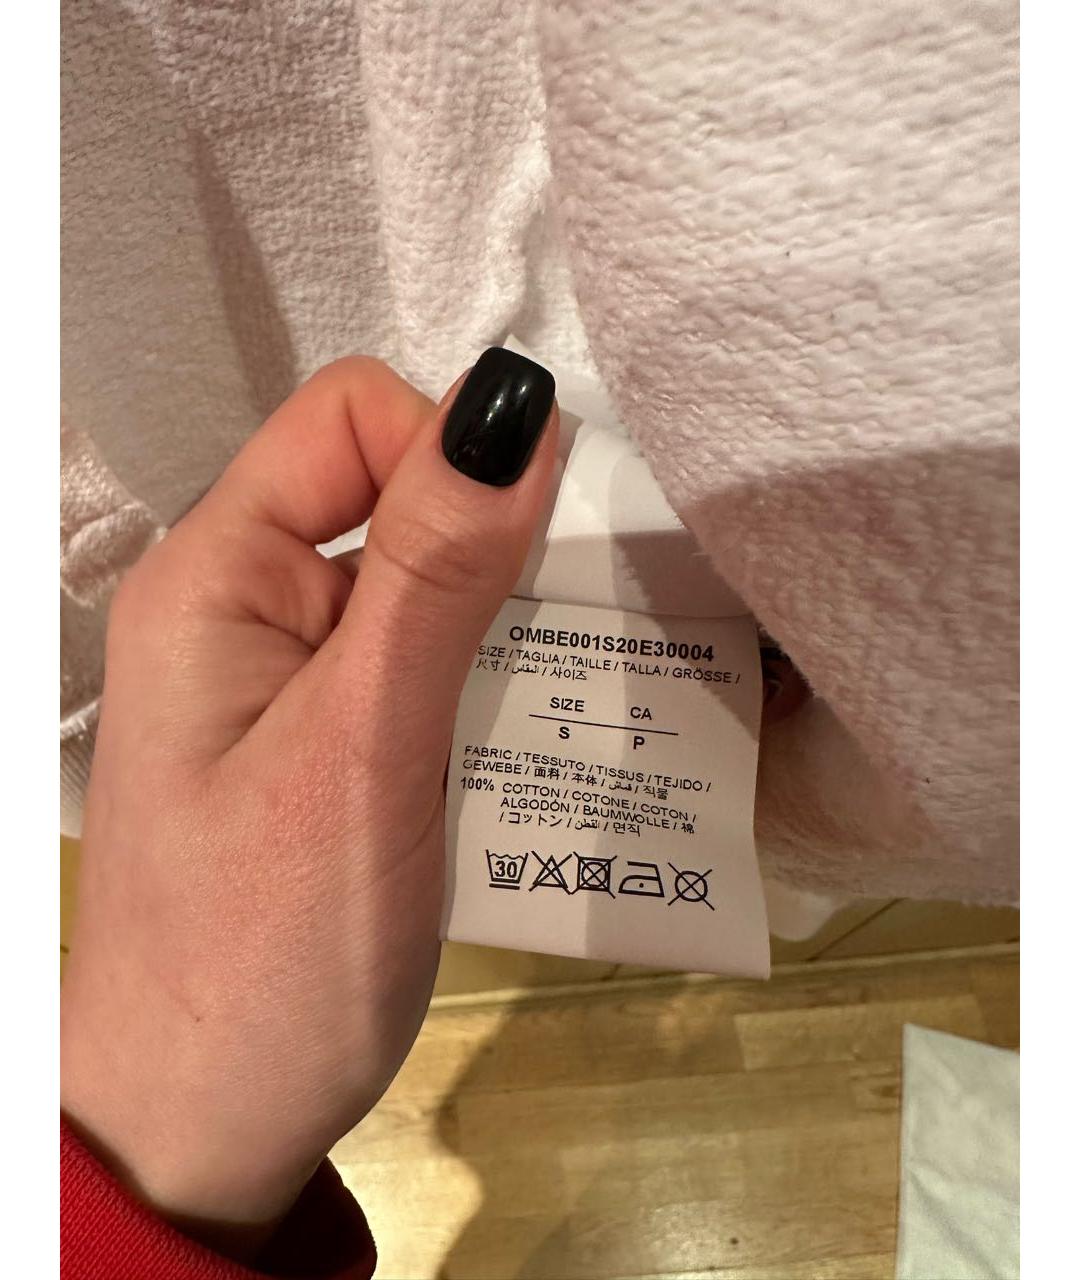 OMBE001S20E30004
SIZE / TAGLIA / TAILLE / TALLA / GRÖSSE /
尺寸 / المقاس / 사이즈
SIZE CA
S P
FABRIC / TESSUTO / TISSUS / TEJIDO /
GEWEBE / 面料 / 本体 / قماش / 직물
100% COTTON / COTONE / COTON /
ALGODÓN / BAUMWOLLE / 棉
/ コットン / القطن / 면직
30